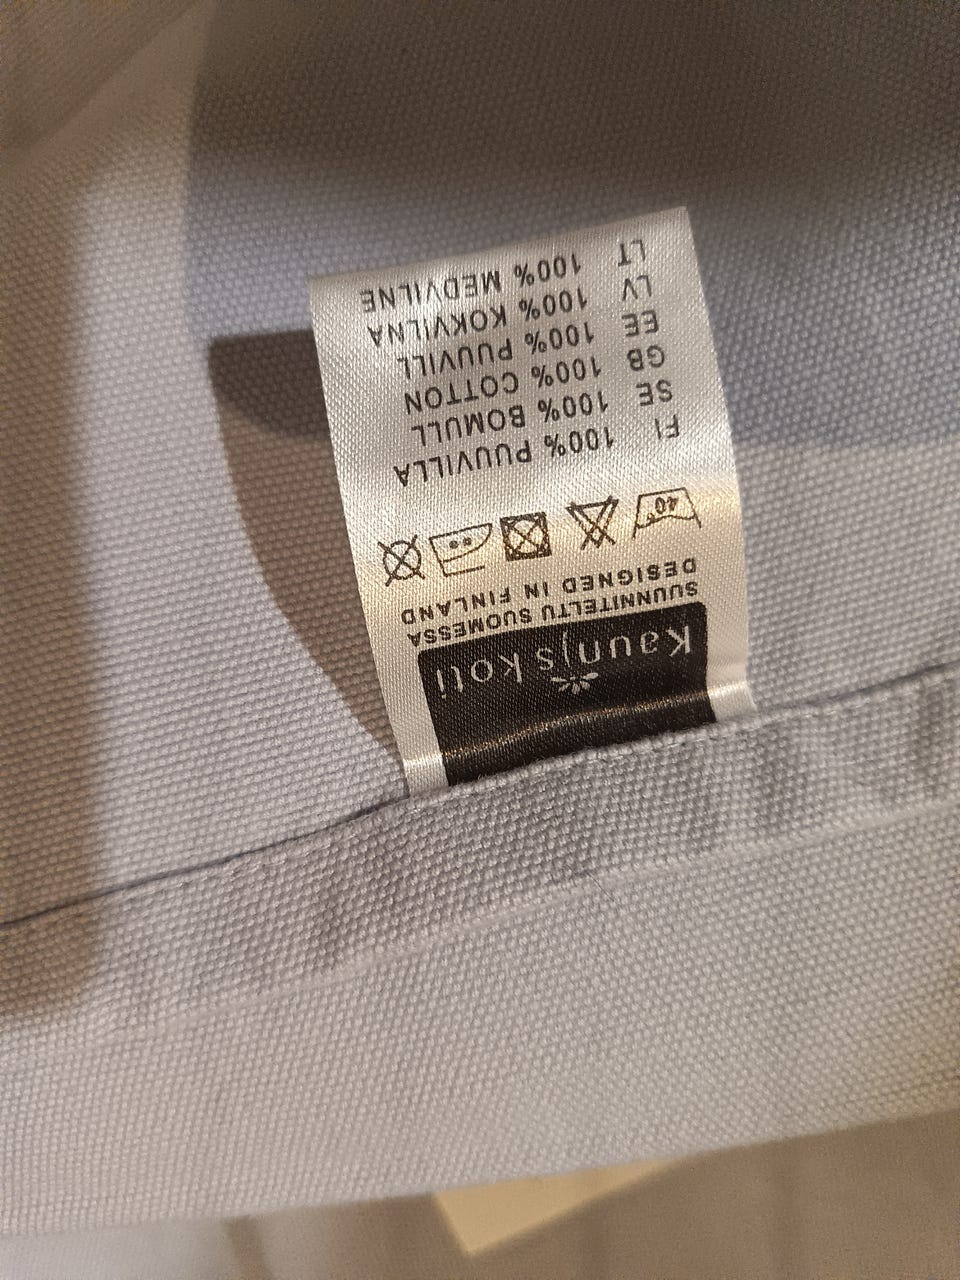 Kaunis koti
SUUNNITELTU SUOMESSA
DESIGNED IN FINLAND
40°
FI 100% PUUVILLA
SE 100% BOMULL
GB 100% COTTON
EE 100% PUUVILL
LV 100% KOKVILNA
LT 100% MEDVILNE